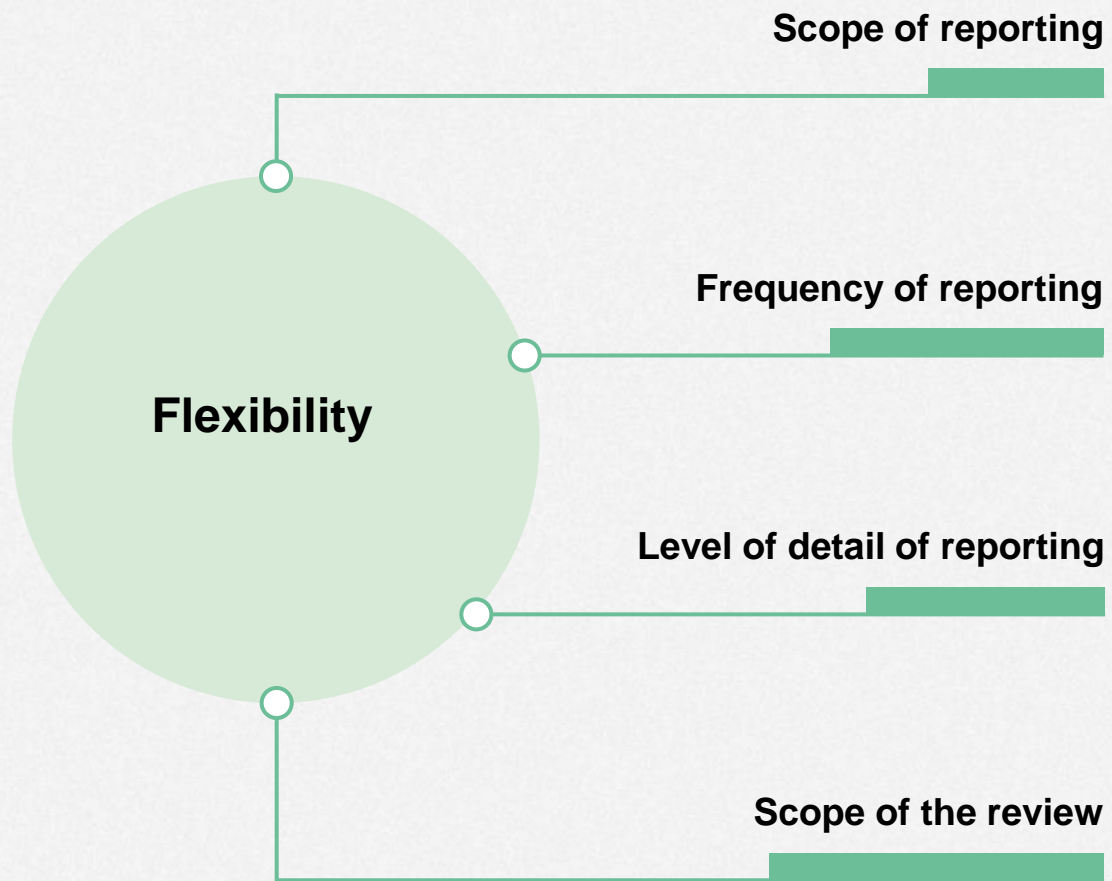 Scope of reporting
Frequency of reporting
Flexibility
Level of detail of reporting
Scope of the review